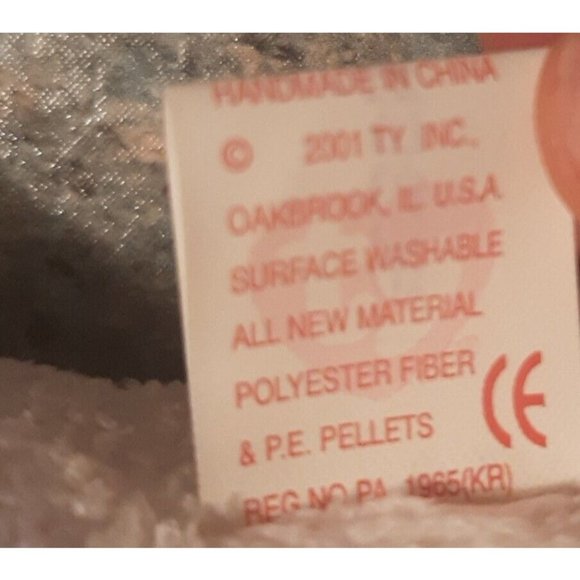 HANDMADE IN CHINA
© 2001 TY INC.,
OAKBROOK, IL U.S.A.
SURFACE WASHABLE
ALL NEW MATERIAL
POLYESTER FIBER
& P.E. PELLETS
CE
REG NO PA. 1965(KR)